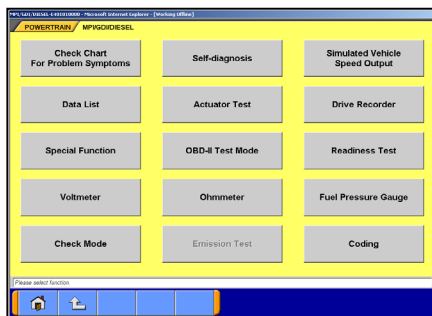 MPI/GDI/DIESEL-E401010000 - Microsoft Internet Explorer - [Working Offline]
POWERTRAIN MPI/GDI/DIESEL
Check Chart
For Problem Symptoms
Self-diagnosis
Simulated Vehicle
Speed Output
Data List
Actuator Test
Drive Recorder
Special Function
OBD-II Test Mode
Readiness Test
Voltmeter
Ohmmeter
Fuel Pressure Gauge
Check Mode
Emission Test
Coding
Please select function.